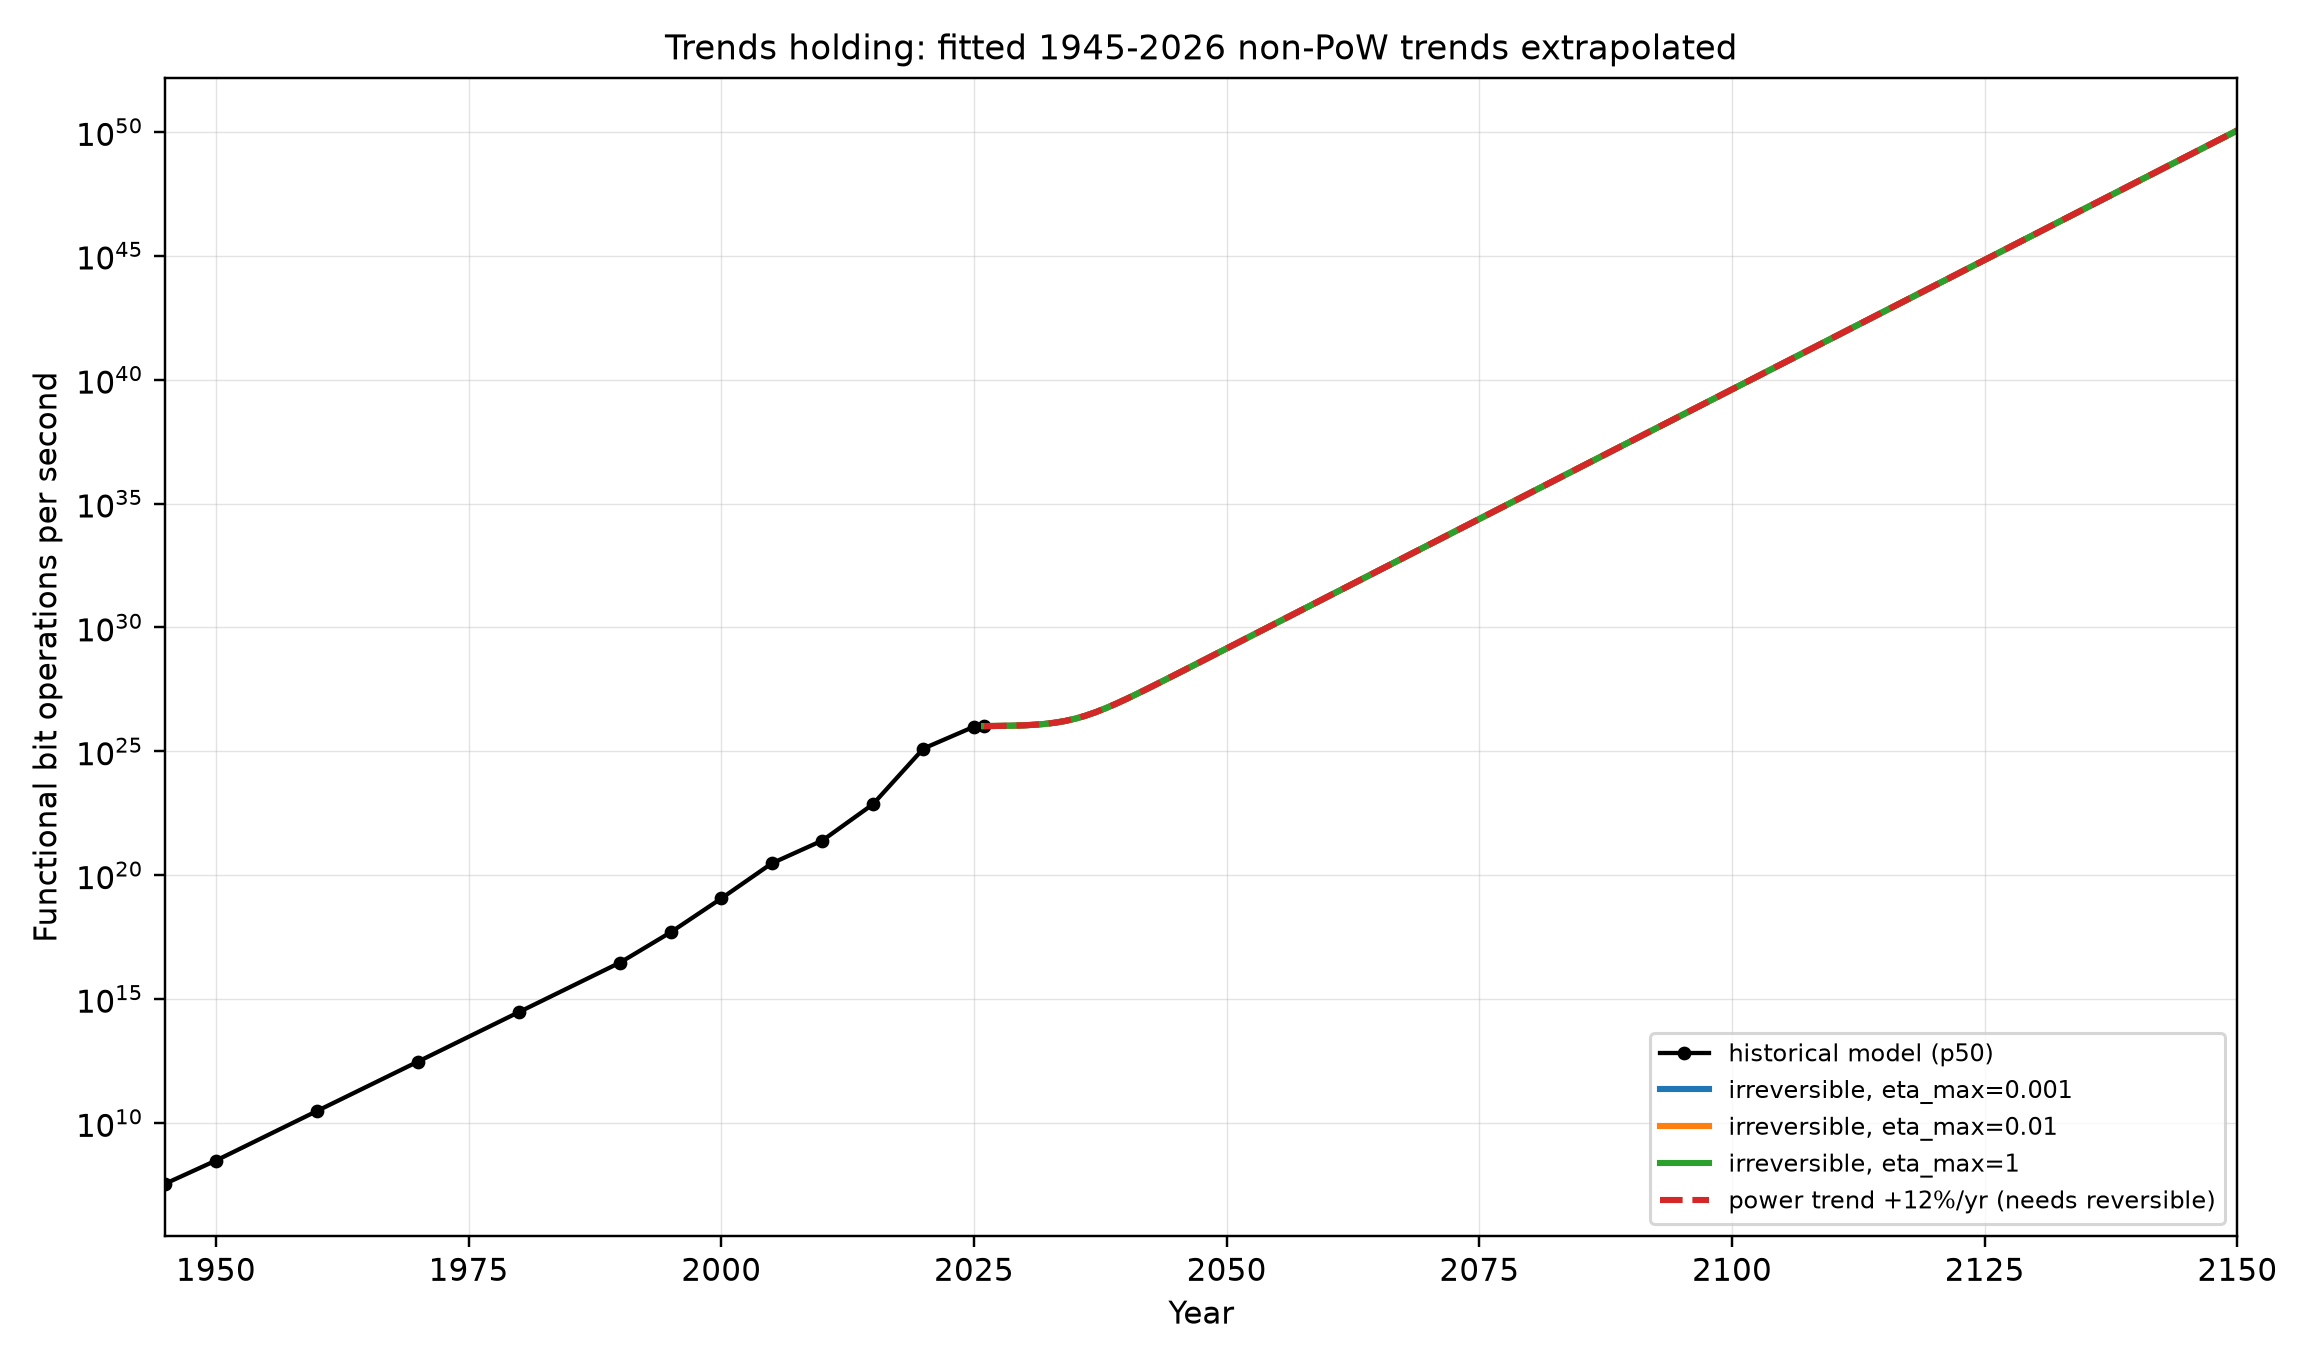 Trends holding: fitted 1945-2026 non-PoW trends extrapolated
Functional bit operations per second
10^50
10^45
10^40
10^35
10^30
10^25
10^20
10^15
10^10
historical model (p50)
irreversible, eta_max=0.001
irreversible, eta_max=0.01
irreversible, eta_max=1
power trend +12%/yr (needs reversible)
1950 1975 2000 2025 2050 2075 2100 2125 2150
Year